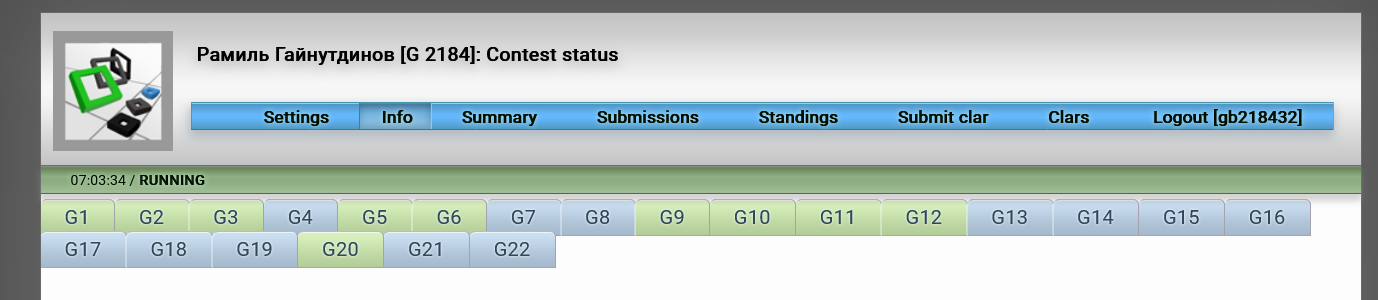 Рамиль Гайнутдинов [G 2184]: Contest status
Settings Info Summary Submissions Standings Submit clar Clars Logout [gb218432]
07:03:34 / RUNNING
G1 G2 G3 G4 G5 G6 G7 G8 G9 G10 G11 G12 G13 G14 G15 G16
G17 G18 G19 G20 G21 G22